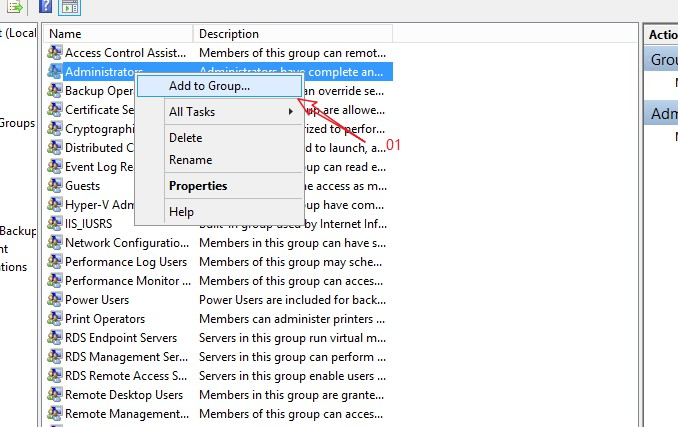 t (Local
Name Description Actio
Access Control Assist... Members of this group can remot...
Grou
Administrators Administrators have complete an...
Add to Group...
Backup Oper an override se...
All Tasks
Certificate Se up are allowe...
Adm
Groups
Cryptographi rized to perfor...
01
Delete
Distributed C d to launch, a...
Rename
Event Log Re up can read e...
Guests e access as m...
Properties
Hyper-V Adm up have com...
Help
IIS_IUSRS Built-in group used by Internet Inf...
Backup
Network Configuratio... Members in this group can have s...
nt
Performance Log Users Members of this group may sche...
ations
Performance Monitor ... Members of this group can acces...
Power Users Power Users are included for back...
Print Operators Members can administer printers ...
RDS Endpoint Servers Servers in this group run virtual m...
RDS Management Ser... Servers in this group can perform ...
RDS Remote Access S... Servers in this group enable users ...
Remote Desktop Users Members in this group are grante...
Remote Management... Members of this group can acces...